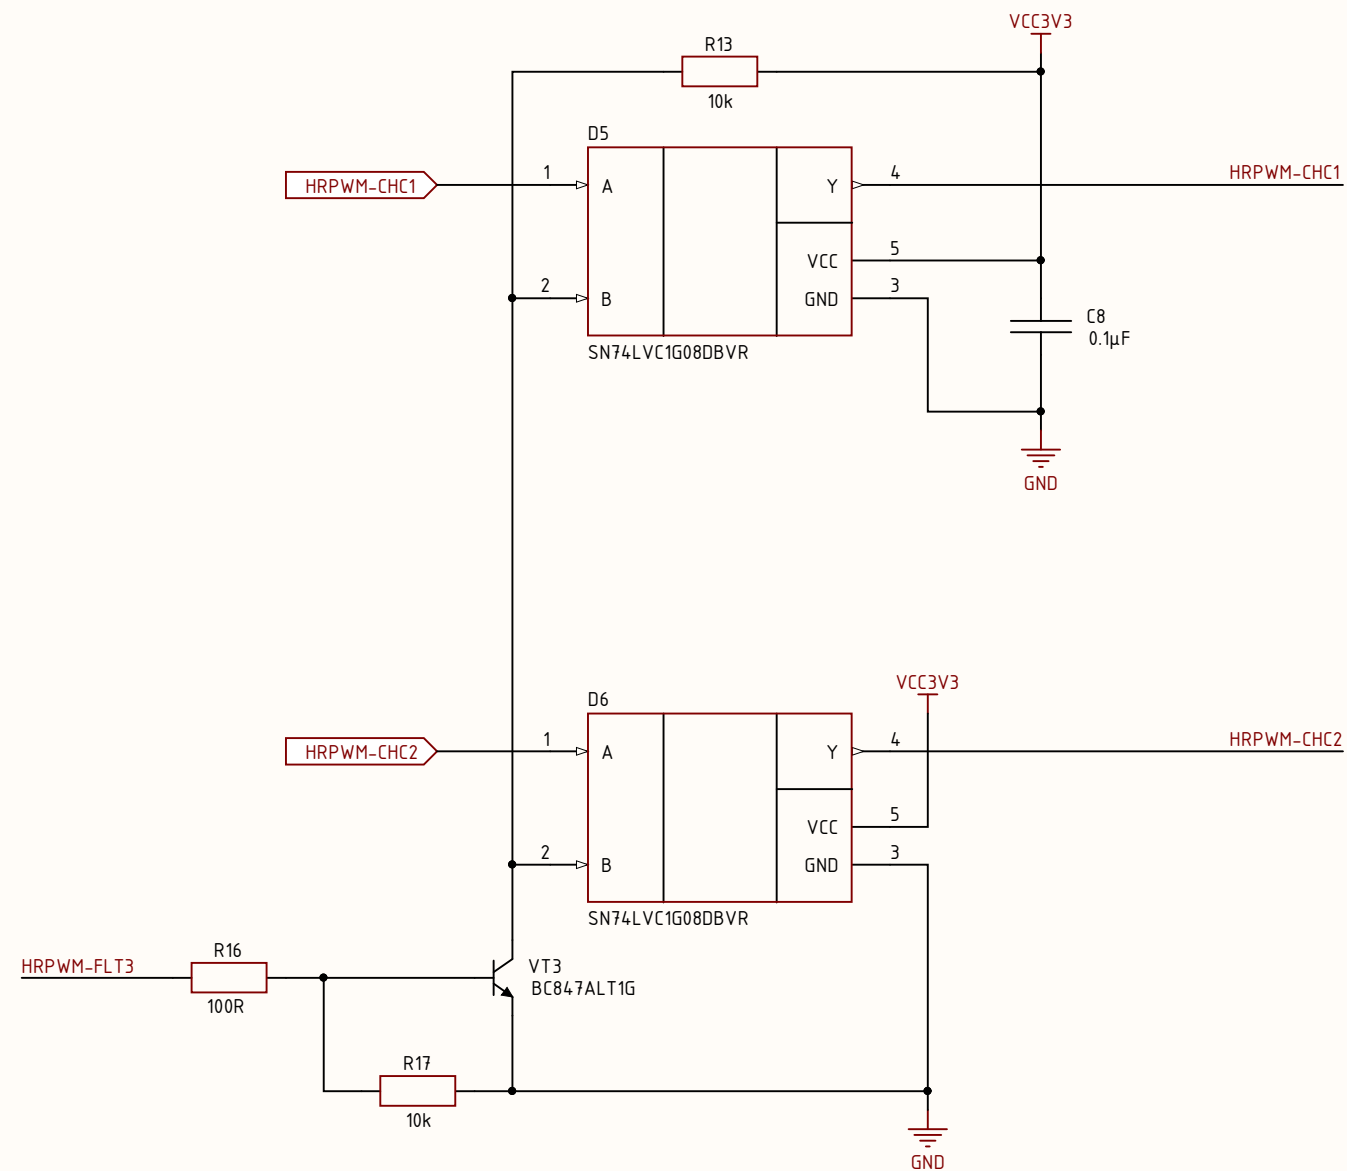 VCC3V3
R13
10k
D5
HRPWM-CHC1
1
A
Y
4
HRPWM-CHC1
VCC
5
2
B
GND
3
SN74LVC1G08DBVR
C8
0.1µF
GND
VCC3V3
D6
HRPWM-CHC2
1
A
Y
4
HRPWM-CHC2
VCC
5
2
B
GND
3
SN74LVC1G08DBVR
HRPWM-FLT3
R16
100R
VT3
BC847ALT1G
R17
10k
GND